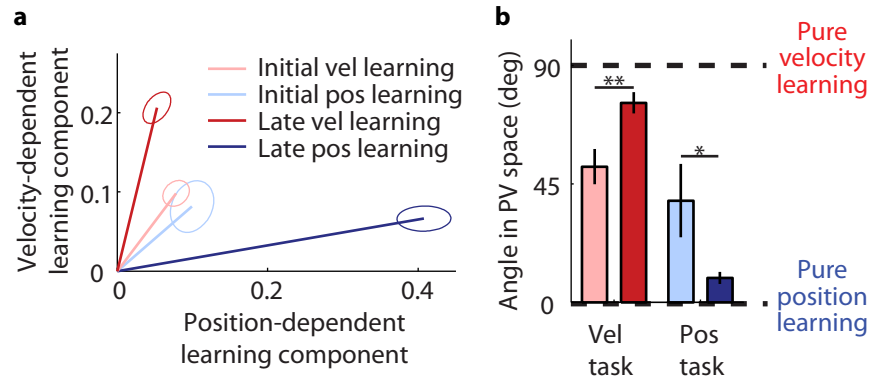 a
Velocity-dependent
learning component
0.2
0.1
0
Initial vel learning
Initial pos learning
Late vel learning
Late pos learning
0 0.2 0.4
Position-dependent
learning component
b
Angle in PV space (deg)
90
45
0
**
*
Vel
task
Pos
task
Pure
velocity
learning
Pure
position
learning